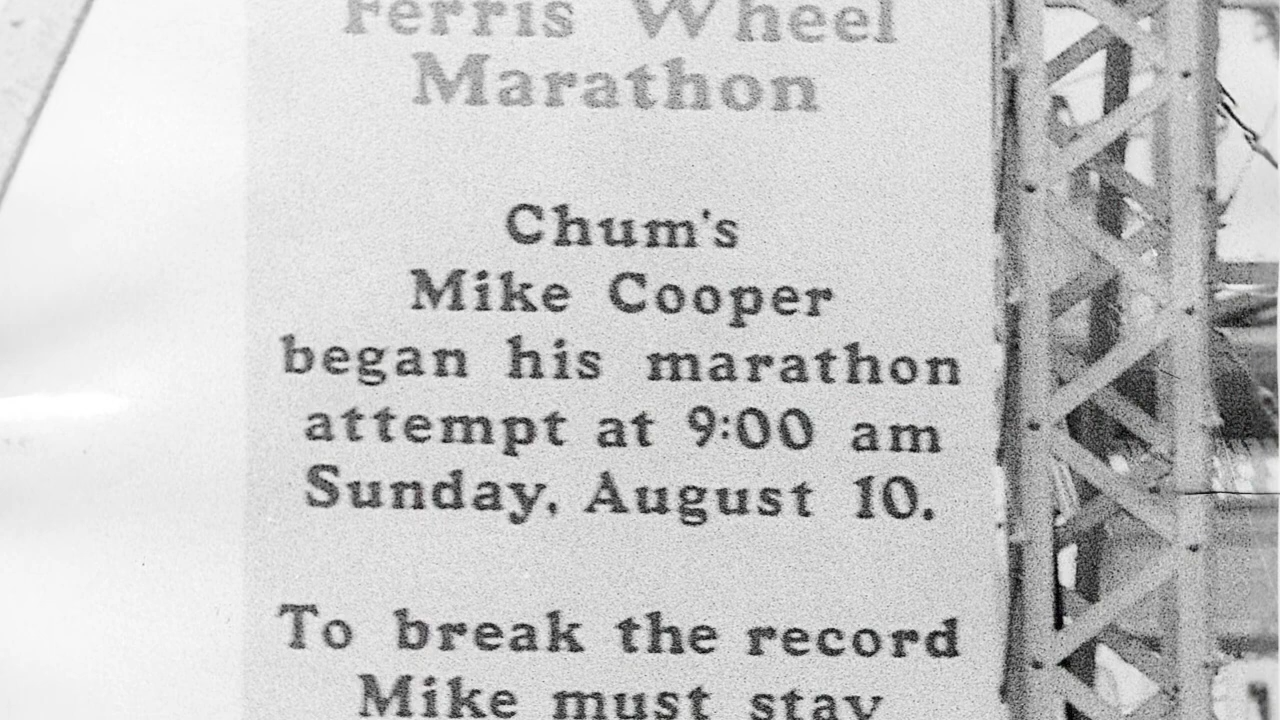 Ferris Wheel
Marathon
Chum's
Mike Cooper
began his marathon
attempt at 9:00 am
Sunday, August 10.
To break the record
Mike must stay